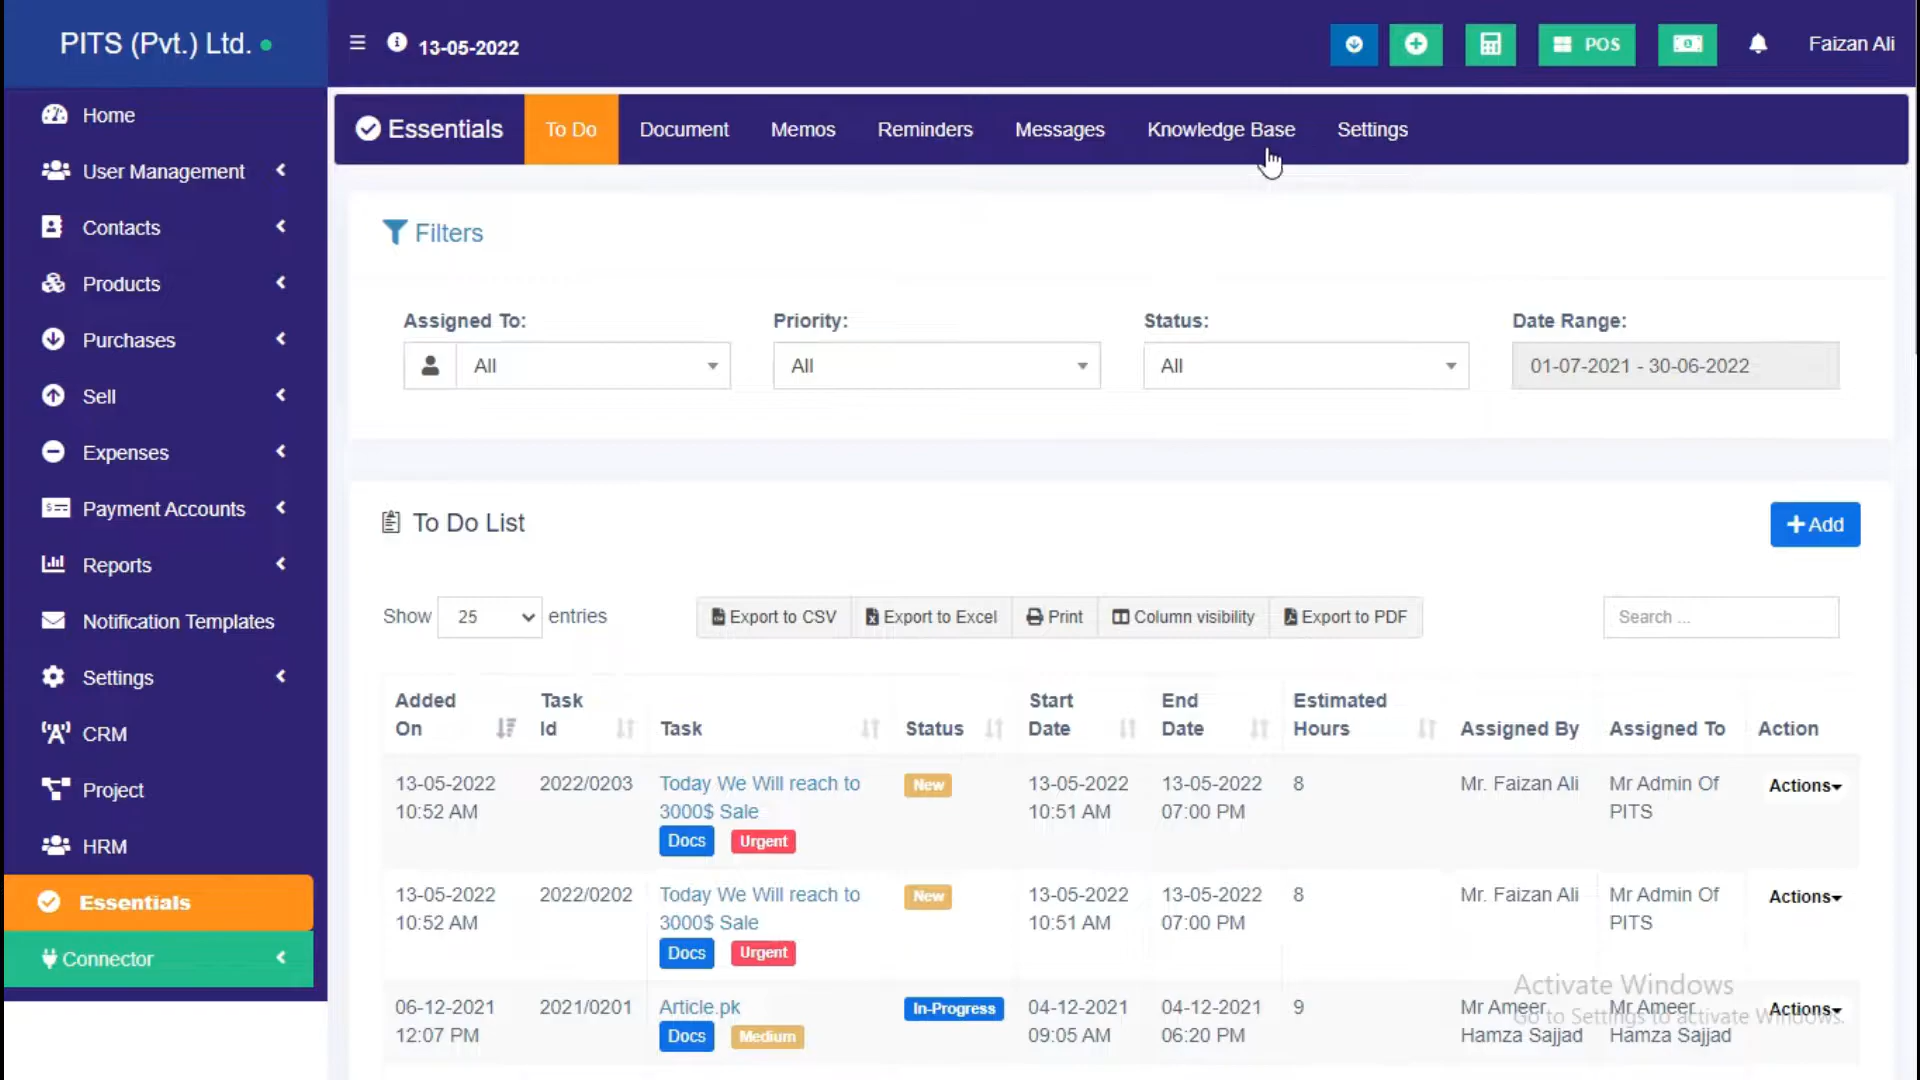 PITS (Pvt.) Ltd.
13-05-2022
POS
Faizan Ali
Home
User Management
Contacts
Products
Purchases
Sell
Expenses
Payment Accounts
Reports
Notification Templates
Settings
CRM
Project
HRM
Essentials
Connector
Essentials To Do Document Memos Reminders Messages Knowledge Base Settings
Filters
Assigned To: Priority: Status: Date Range:
All All All 01-07-2021 - 30-06-2022
To Do List
Add
Show 25 entries Export to CSV Export to Excel Print Column visibility Export to PDF Search ...
Added Task Start End Estimated
On Id Task Status Date Date Hours Assigned By Assigned To Action
13-05-2022 2022/0203 Today We Will reach to New 13-05-2022 13-05-2022 8 Mr. Faizan Ali Mr Admin Of Actions
10:52 AM 3000$ Sale 10:51 AM 07:00 PM PITS
Docs Urgent
13-05-2022 2022/0202 Today We Will reach to New 13-05-2022 13-05-2022 8 Mr. Faizan Ali Mr Admin Of Actions
10:52 AM 3000$ Sale 10:51 AM 07:00 PM PITS
Docs Urgent
06-12-2021 2021/0201 Article.pk In-Progress 04-12-2021 04-12-2021 9 Mr Ameer Mr Ameer Actions
12:07 PM Docs Medium 09:05 AM 06:20 PM Hamza Sajjad Hamza Sajjad
Activate Windows
Go to Settings to activate Windows.